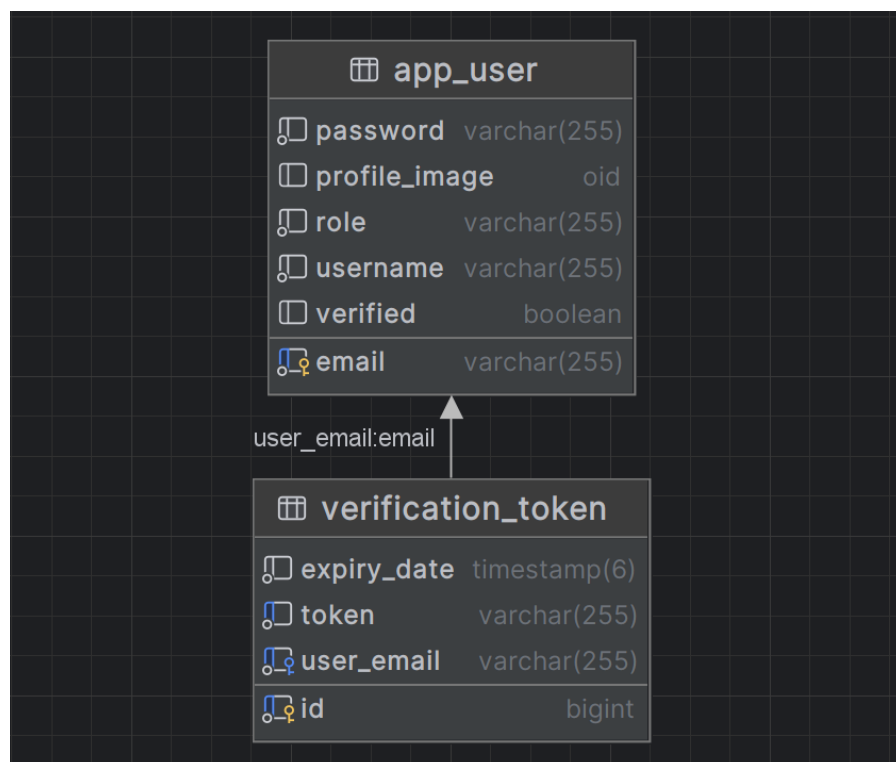 app_user
password varchar(255)
profile_image oid
role varchar(255)
username varchar(255)
verified boolean
email varchar(255)
user_email:email
verification_token
expiry_date timestamp(6)
token varchar(255)
user_email varchar(255)
id bigint